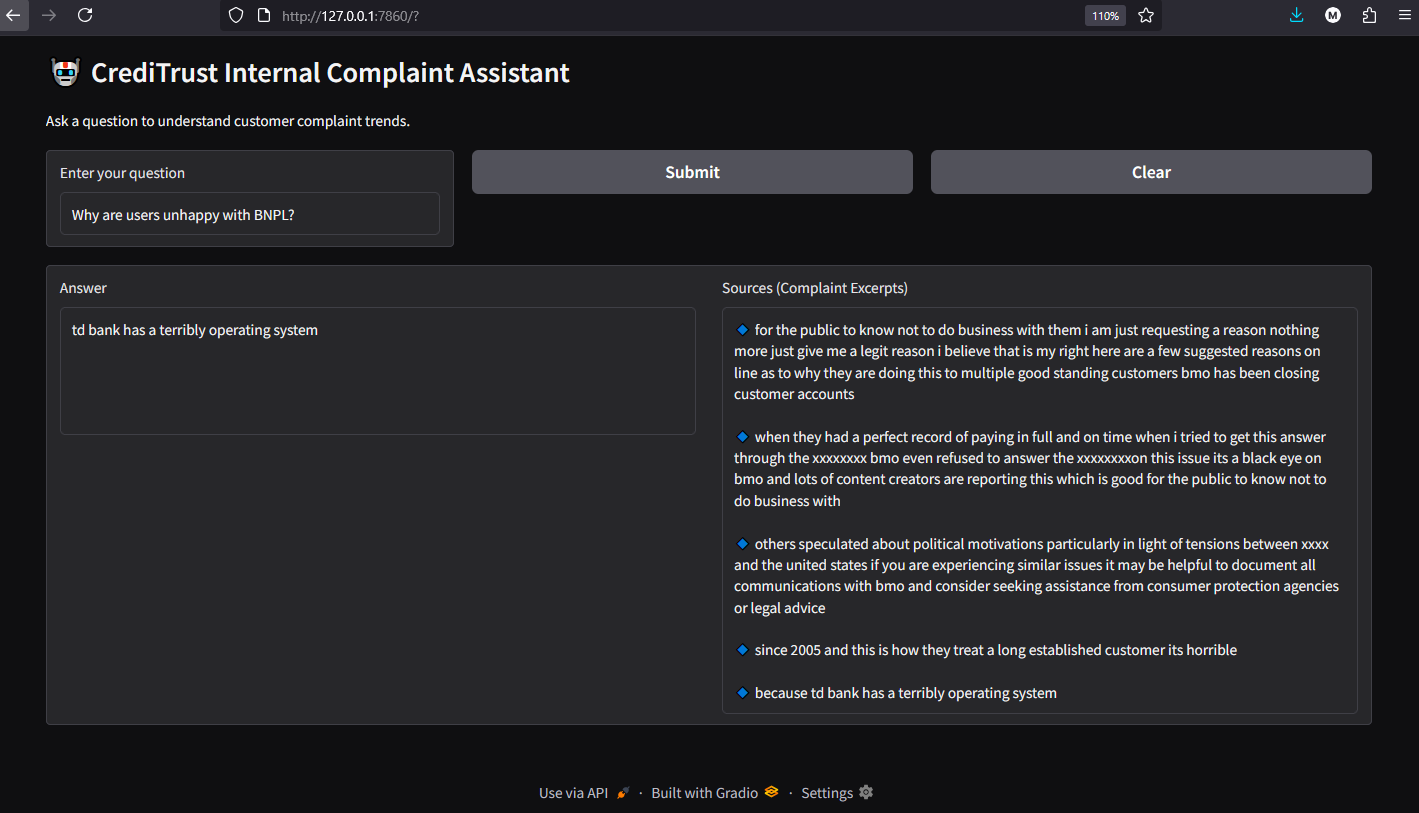 http://127.0.0.1:7860/?
110%
M
CrediTrust Internal Complaint Assistant
Ask a question to understand customer complaint trends.
Enter your question
Why are users unhappy with BNPL?
Submit
Clear
Answer
td bank has a terribly operating system
Sources (Complaint Excerpts)
for the public to know not to do business with them i am just requesting a reason nothing
more just give me a legit reason i believe that is my right here are a few suggested reasons on
line as to why they are doing this to multiple good standing customers bmo has been closing
customer accounts
when they had a perfect record of paying in full and on time when i tried to get this answer
through the xxxxxxxx bmo even refused to answer the xxxxxxxxon this issue its a black eye on
bmo and lots of content creators are reporting this which is good for the public to know not to
do business with
others speculated about political motivations particularly in light of tensions between xxxx
and the united states if you are experiencing similar issues it may be helpful to document all
communications with bmo and consider seeking assistance from consumer protection agencies
or legal advice
since 2005 and this is how they treat a long established customer its horrible
because td bank has a terribly operating system
Use via API · Built with Gradio · Settings